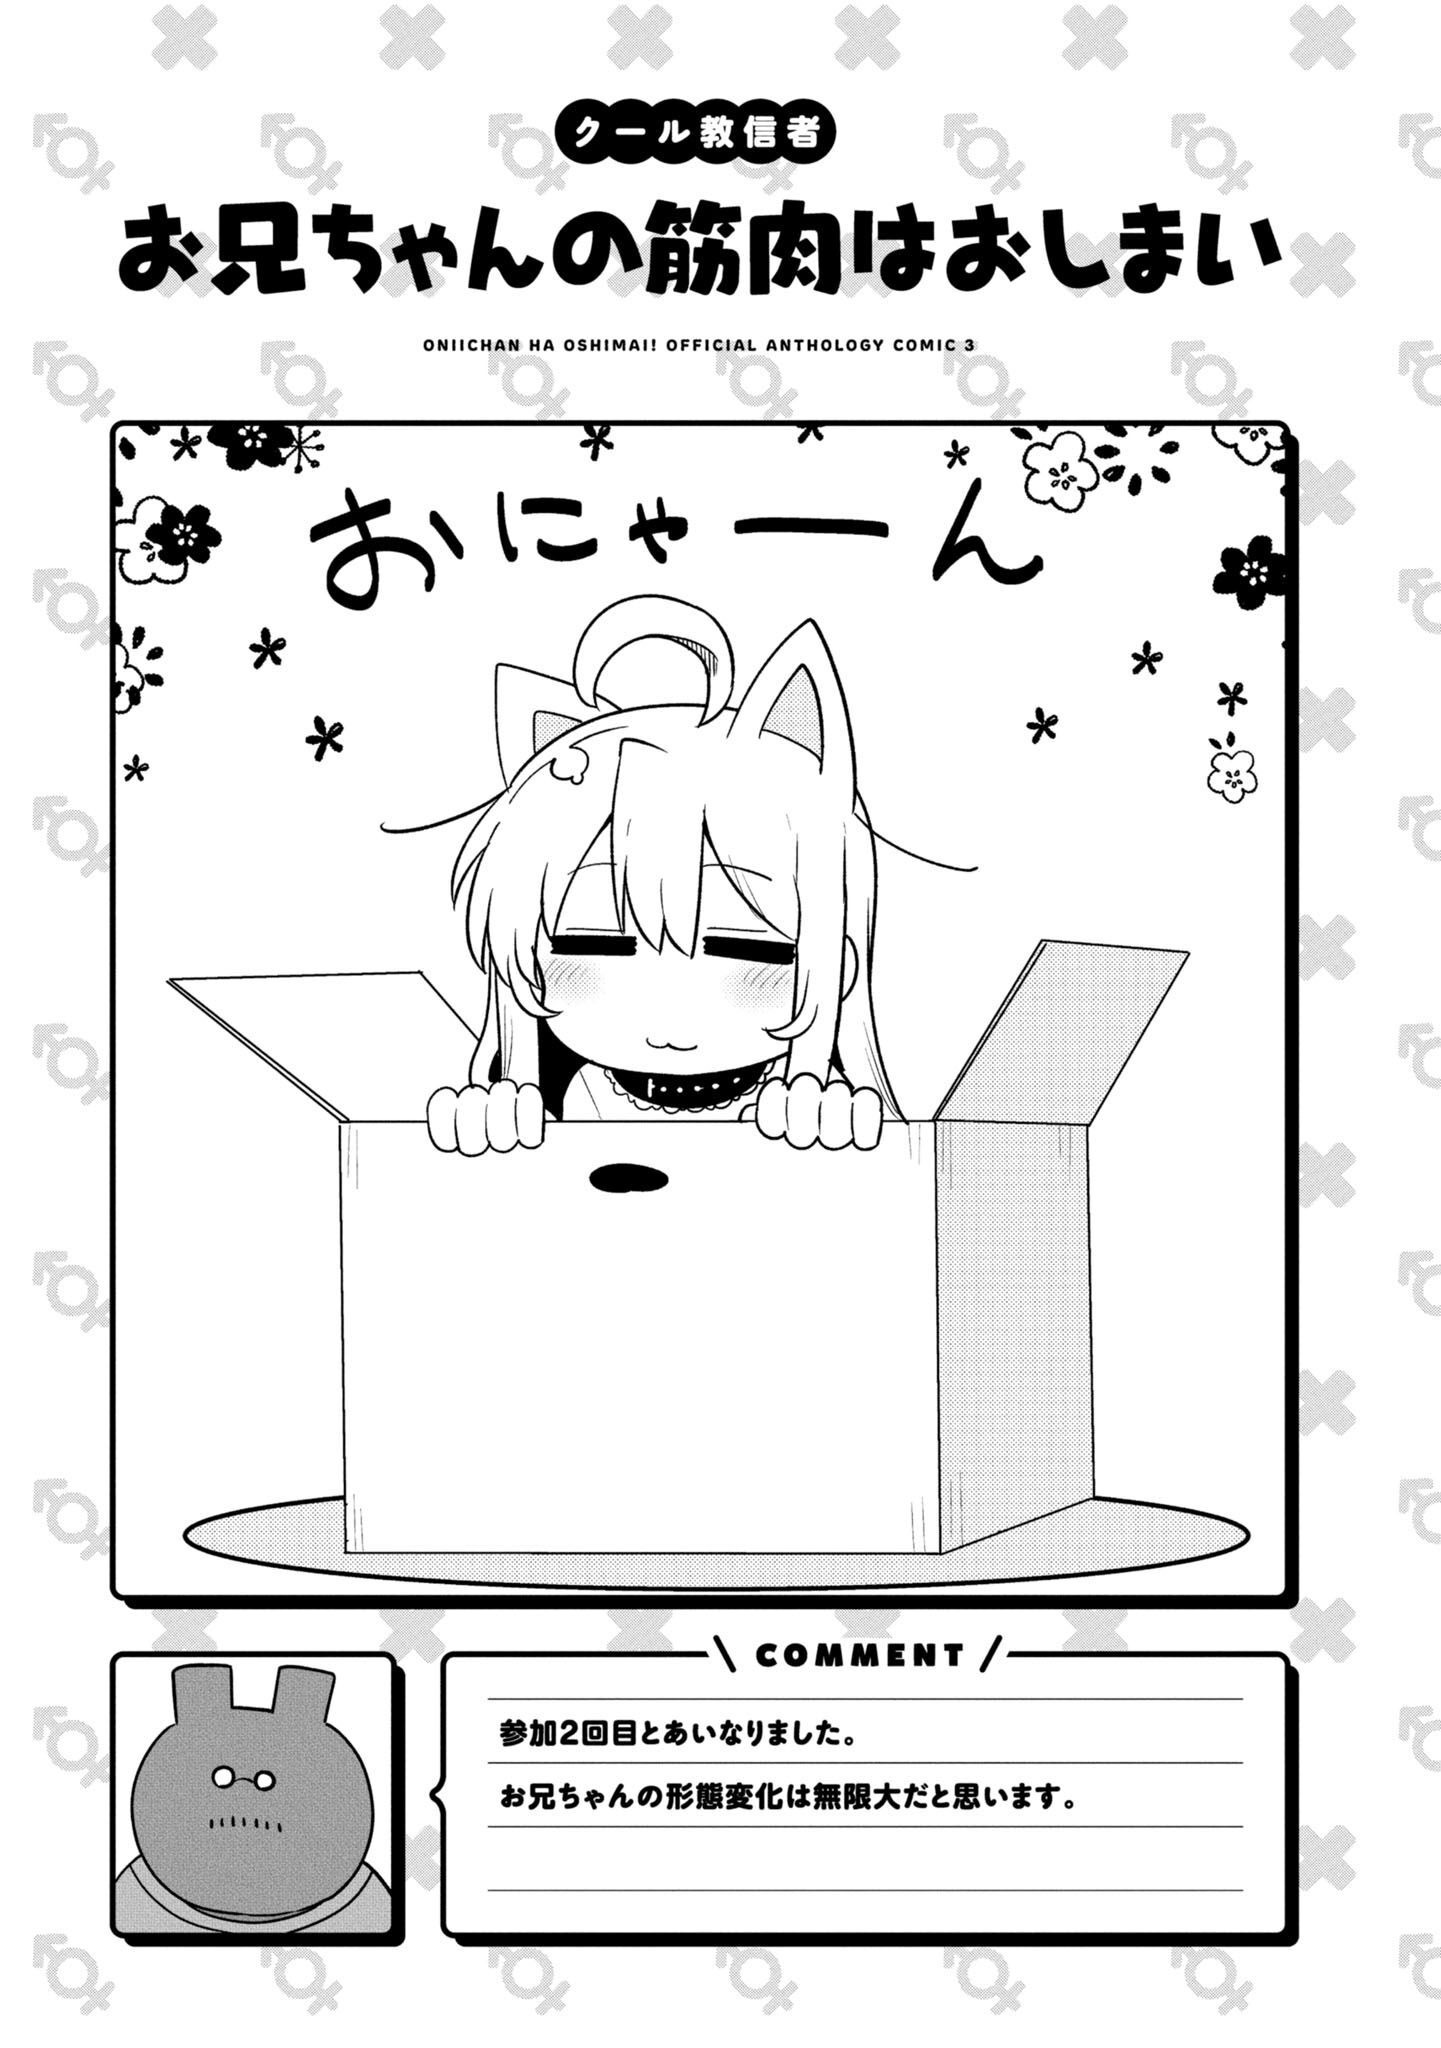 クール教信者
お兄ちゃんの筋肉はおしまい
ONIICHAN HA OSHIMAI! OFFICIAL ANTHOLOGY COMIC 3
おにゃーん
COMMENT
参加2回目とあいなりました。
お兄ちゃんの形態変化は無限大だと思います。